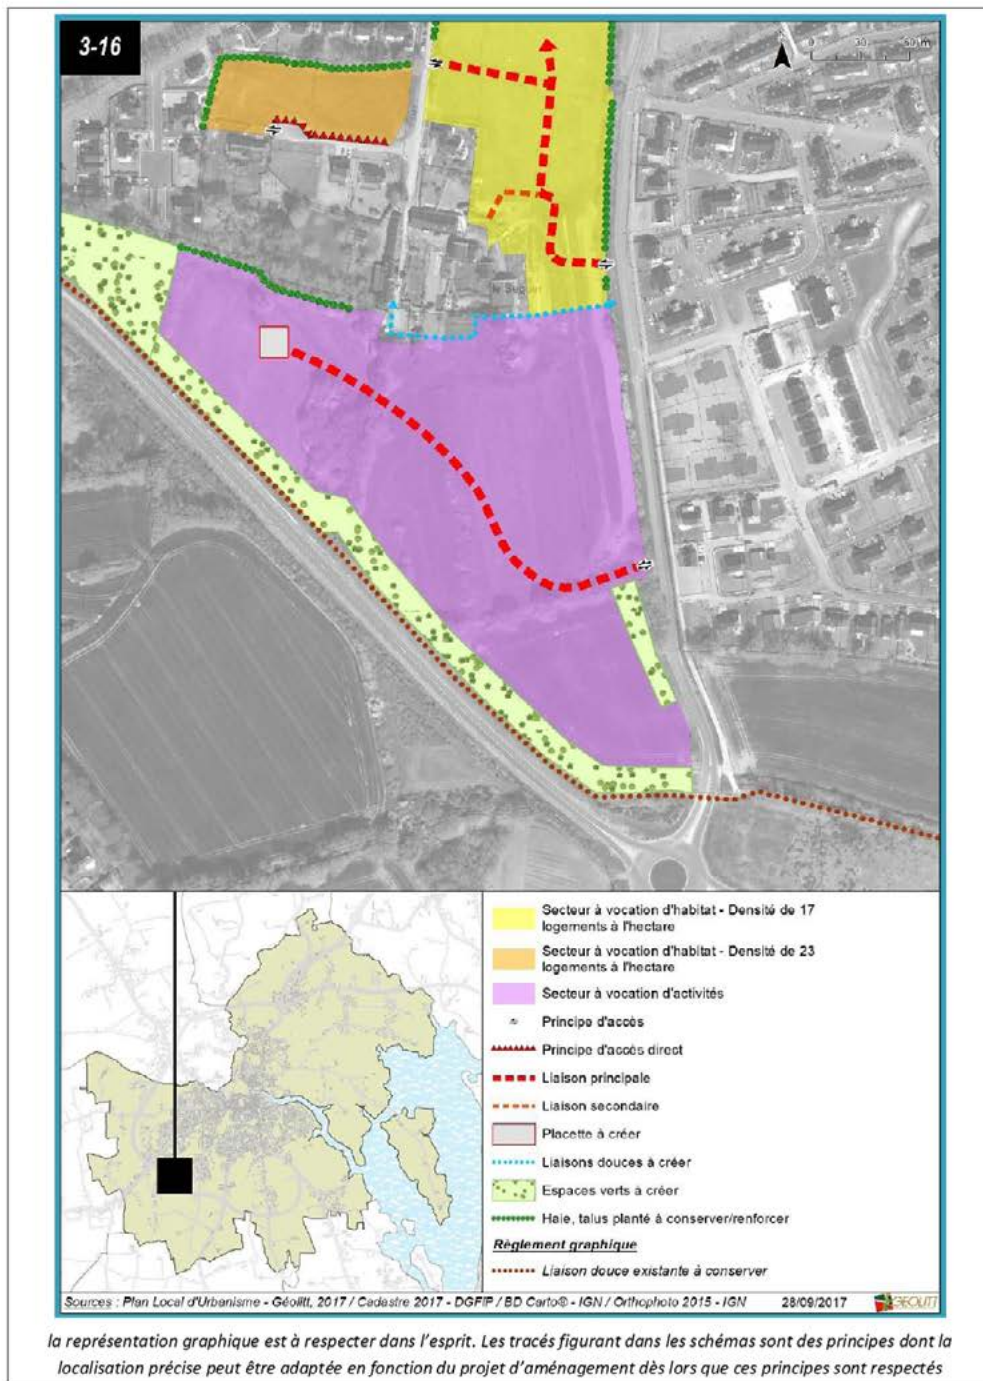 3-16
0 30 60 m
Secteur à vocation d'habitat - Densité de 17
logements à l'hectare
Secteur à vocation d'habitat - Densité de 23
logements à l'hectare
Secteur à vocation d'activités
Principe d'accès
Principe d'accès direct
Liaison principale
Liaison secondaire
Placette à créer
Liaisons douces à créer
Espaces verts à créer
Haie, talus planté à conserver/renforcer
Règlement graphique
Liaison douce existante à conserver
Sources : Plan Local d'Urbanisme - Géolitt, 2017 / Cadastre 2017 - DGFIP / BD Carto® - IGN / Orthophoto 2015 - IGN 28/09/2017 GEOLITT
la représentation graphique est à respecter dans l'esprit. Les tracés figurant dans les schémas sont des principes dont la
localisation précise peut être adaptée en fonction du projet d'aménagement dès lors que ces principes sont respectés